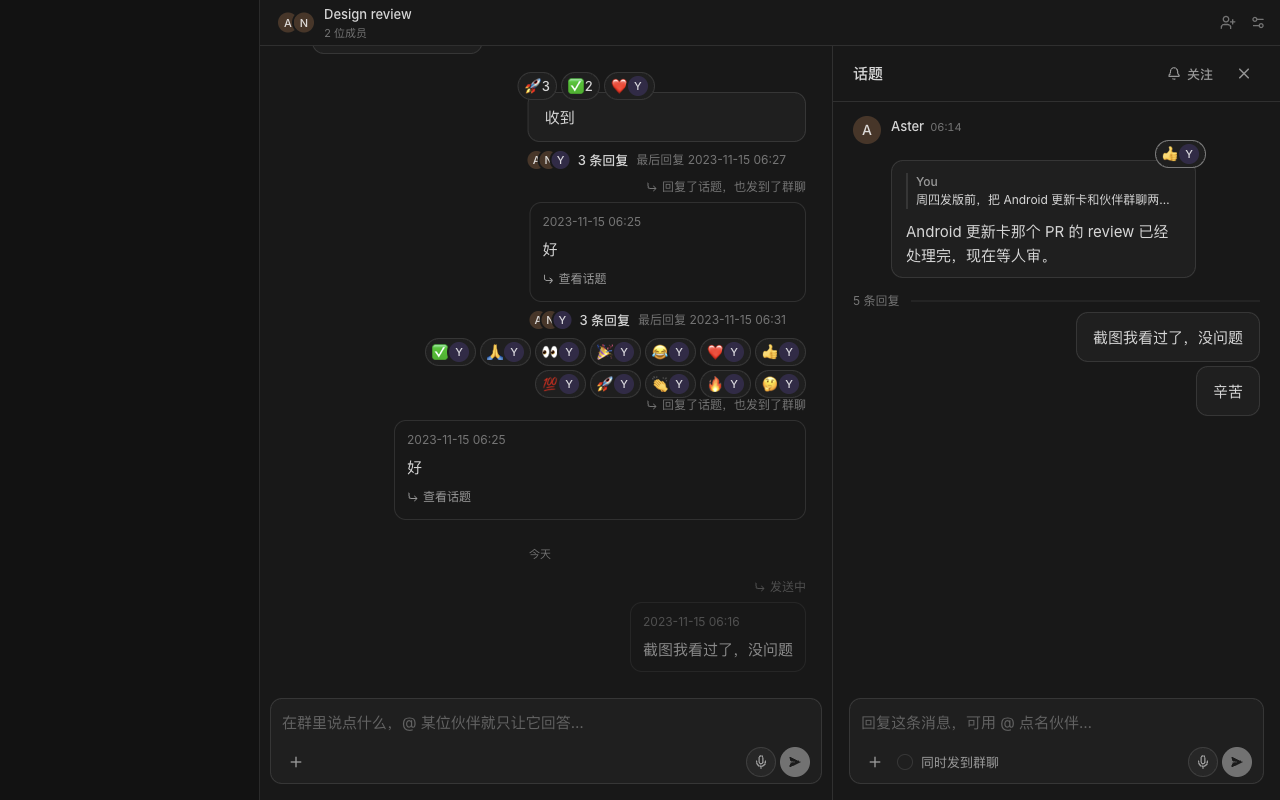 A N
Design review
2 位成员
🚀3 ✅2 ❤️ Y
收到
A N Y 3 条回复 最后回复 2023-11-15 06:27
回复了话题，也发到了群聊
2023-11-15 06:25
好
查看话题
A N Y 3 条回复 最后回复 2023-11-15 06:31
✅ Y 🙏 Y 👀 Y 🎉 Y 😂 Y ❤️ Y 👍 Y
💯 Y 🚀 Y 👏 Y 🔥 Y 🤔 Y
回复了话题，也发到了群聊
2023-11-15 06:25
好
查看话题
今天
发送中
2023-11-15 06:16
截图我看过了，没问题
在群里说点什么，@ 某位伙伴就只让它回答...
话题
关注
A
Aster 06:14
👍 Y
You
周四发版前，把 Android 更新卡和伙伴群聊两...
Android 更新卡那个 PR 的 review 已经
处理完，现在等人审。
5 条回复
截图我看过了，没问题
辛苦
回复这条消息，可用 @ 点名伙伴...
同时发到群聊